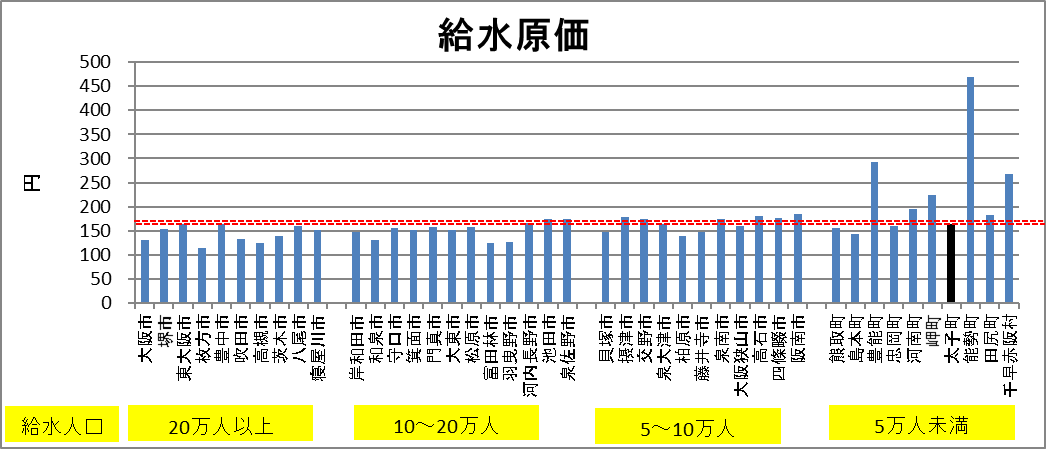 給水原価
500
450
400
350
300
250
200
150
100
50
0
円
大阪市
堺市
東大阪市
枚方市
豊中市
吹田市
高槻市
茨木市
八尾市
寝屋川市
岸和田市
和泉市
守口市
箕面市
門真市
大東市
松原市
富田林市
羽曳野市
河内長野市
池田市
泉佐野市
貝塚市
摂津市
交野市
泉大津市
柏原市
藤井寺市
泉南市
大阪狭山市
高石市
四條畷市
阪南市
熊取町
島本町
豊能町
忠岡町
河南町
岬町
太子町
能勢町
田尻町
千早赤阪村
給水人口
20万人以上
10～20万人
5～10万人
5万人未満